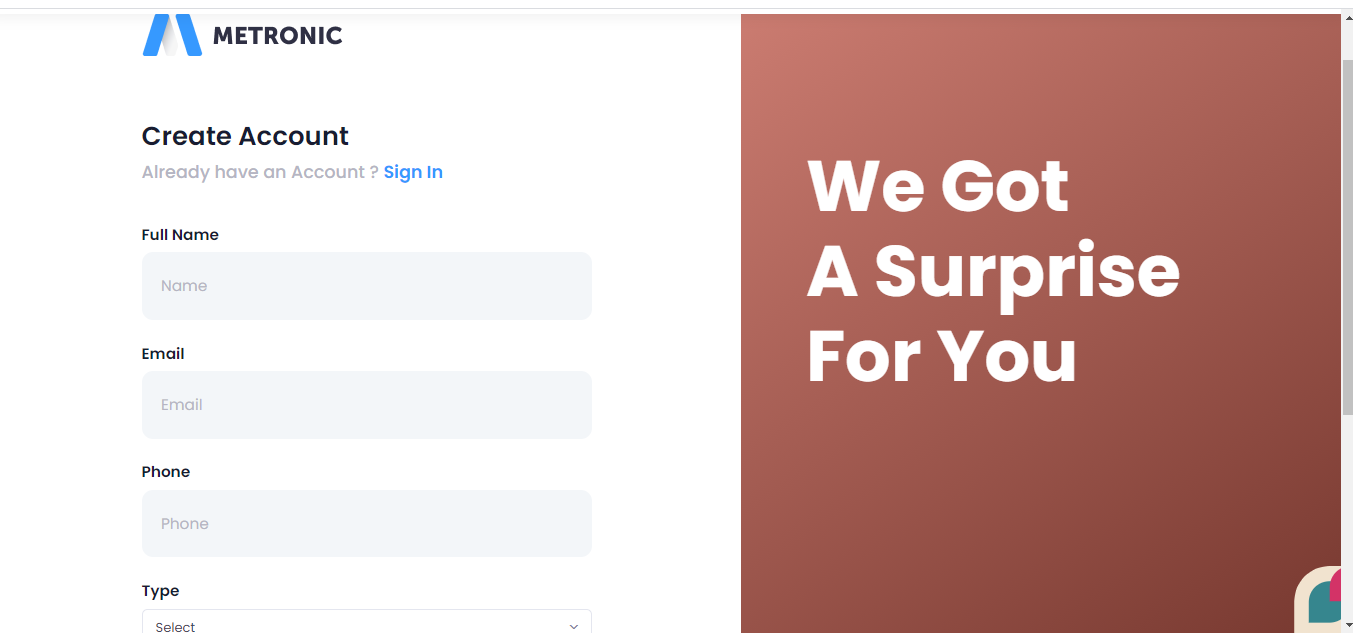 METRONIC
Create Account
Already have an Account ? Sign In
Full Name
Name
Email
Email
Phone
Phone
Type
Select
We Got
A Surprise
For You